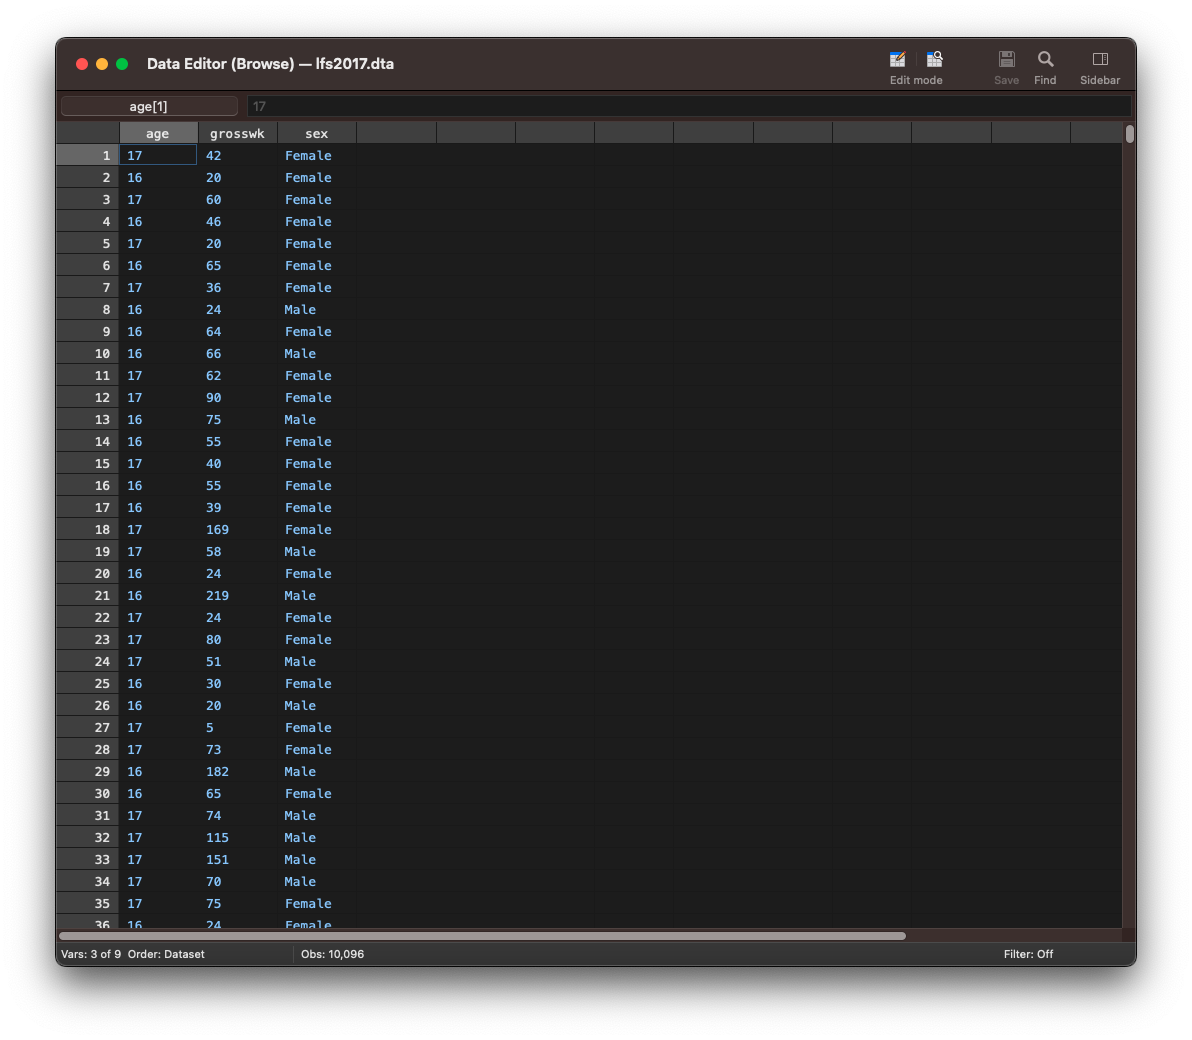 Data Editor (Browse) — lfs2017.dta
Edit mode Save Find Sidebar
age[1] 17
age grosswk sex
1 17 42 Female
2 16 20 Female
3 17 60 Female
4 16 46 Female
5 17 20 Female
6 16 65 Female
7 17 36 Female
8 16 24 Male
9 16 64 Female
10 16 66 Male
11 17 62 Female
12 17 90 Female
13 16 75 Male
14 16 55 Female
15 17 40 Female
16 16 55 Female
17 16 39 Female
18 17 169 Female
19 17 58 Male
20 16 24 Female
21 16 219 Male
22 17 24 Female
23 17 80 Female
24 17 51 Male
25 16 30 Female
26 16 20 Male
27 17 5 Female
28 17 73 Female
29 16 182 Male
30 16 65 Female
31 17 74 Male
32 17 115 Male
33 17 151 Male
34 17 70 Male
35 17 75 Female
36 16 24 Female
Vars: 3 of 9 Order: Dataset Obs: 10,096 Filter: Off